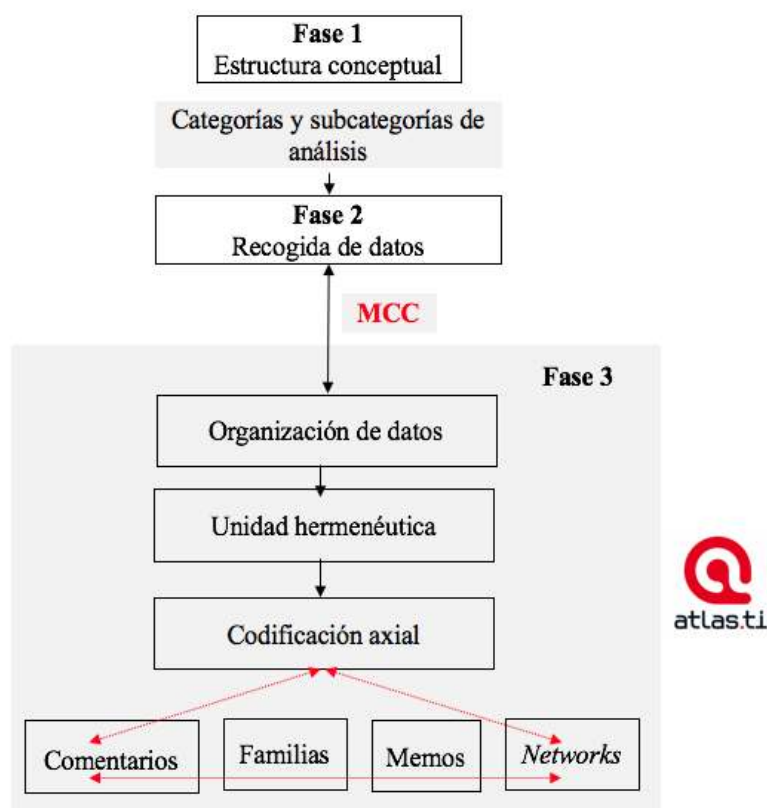 Fase 1
Estructura conceptual
Categorías y subcategorías de
análisis
Fase 2
Recogida de datos
MCC
Fase 3
Organización de datos
Unidad hermenéutica
Codificación axial
Comentarios
Familias
Memos
Networks
atlas.ti